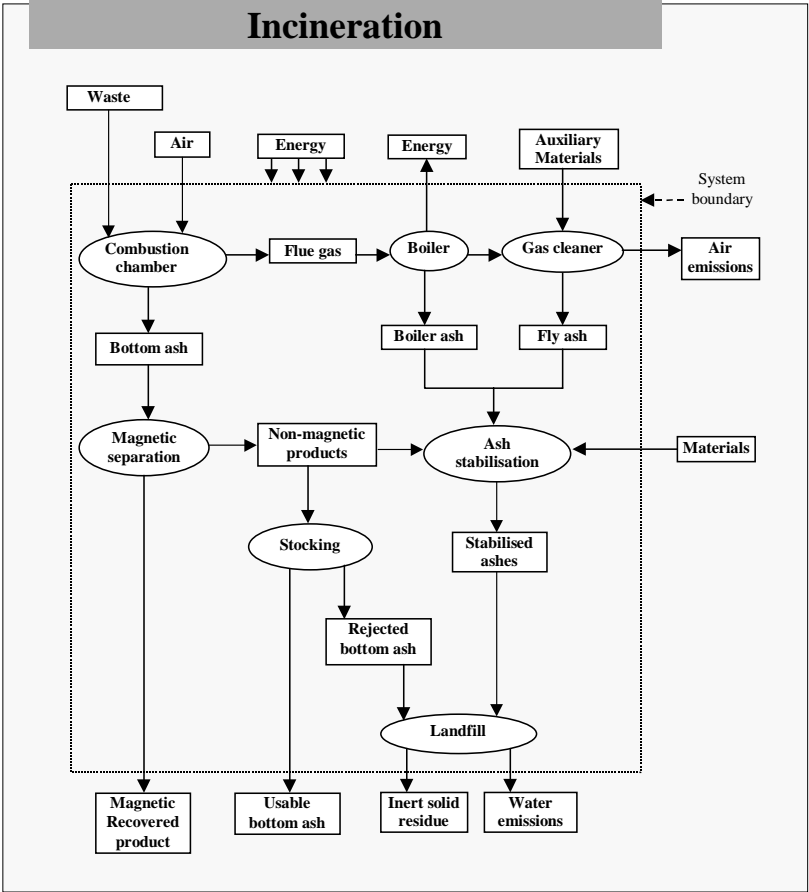 Incineration
Waste
Air
Energy
Energy
Auxiliary
Materials
System
boundary
Combustion
chamber
Flue gas
Boiler
Gas cleaner
Air
emissions
Bottom ash
Boiler ash
Fly ash
Magnetic
separation
Non-magnetic
products
Ash
stabilisation
Materials
Stocking
Stabilised
ashes
Rejected
bottom ash
Landfill
Magnetic
Recovered
product
Usable
bottom ash
Inert solid
residue
Water
emissions